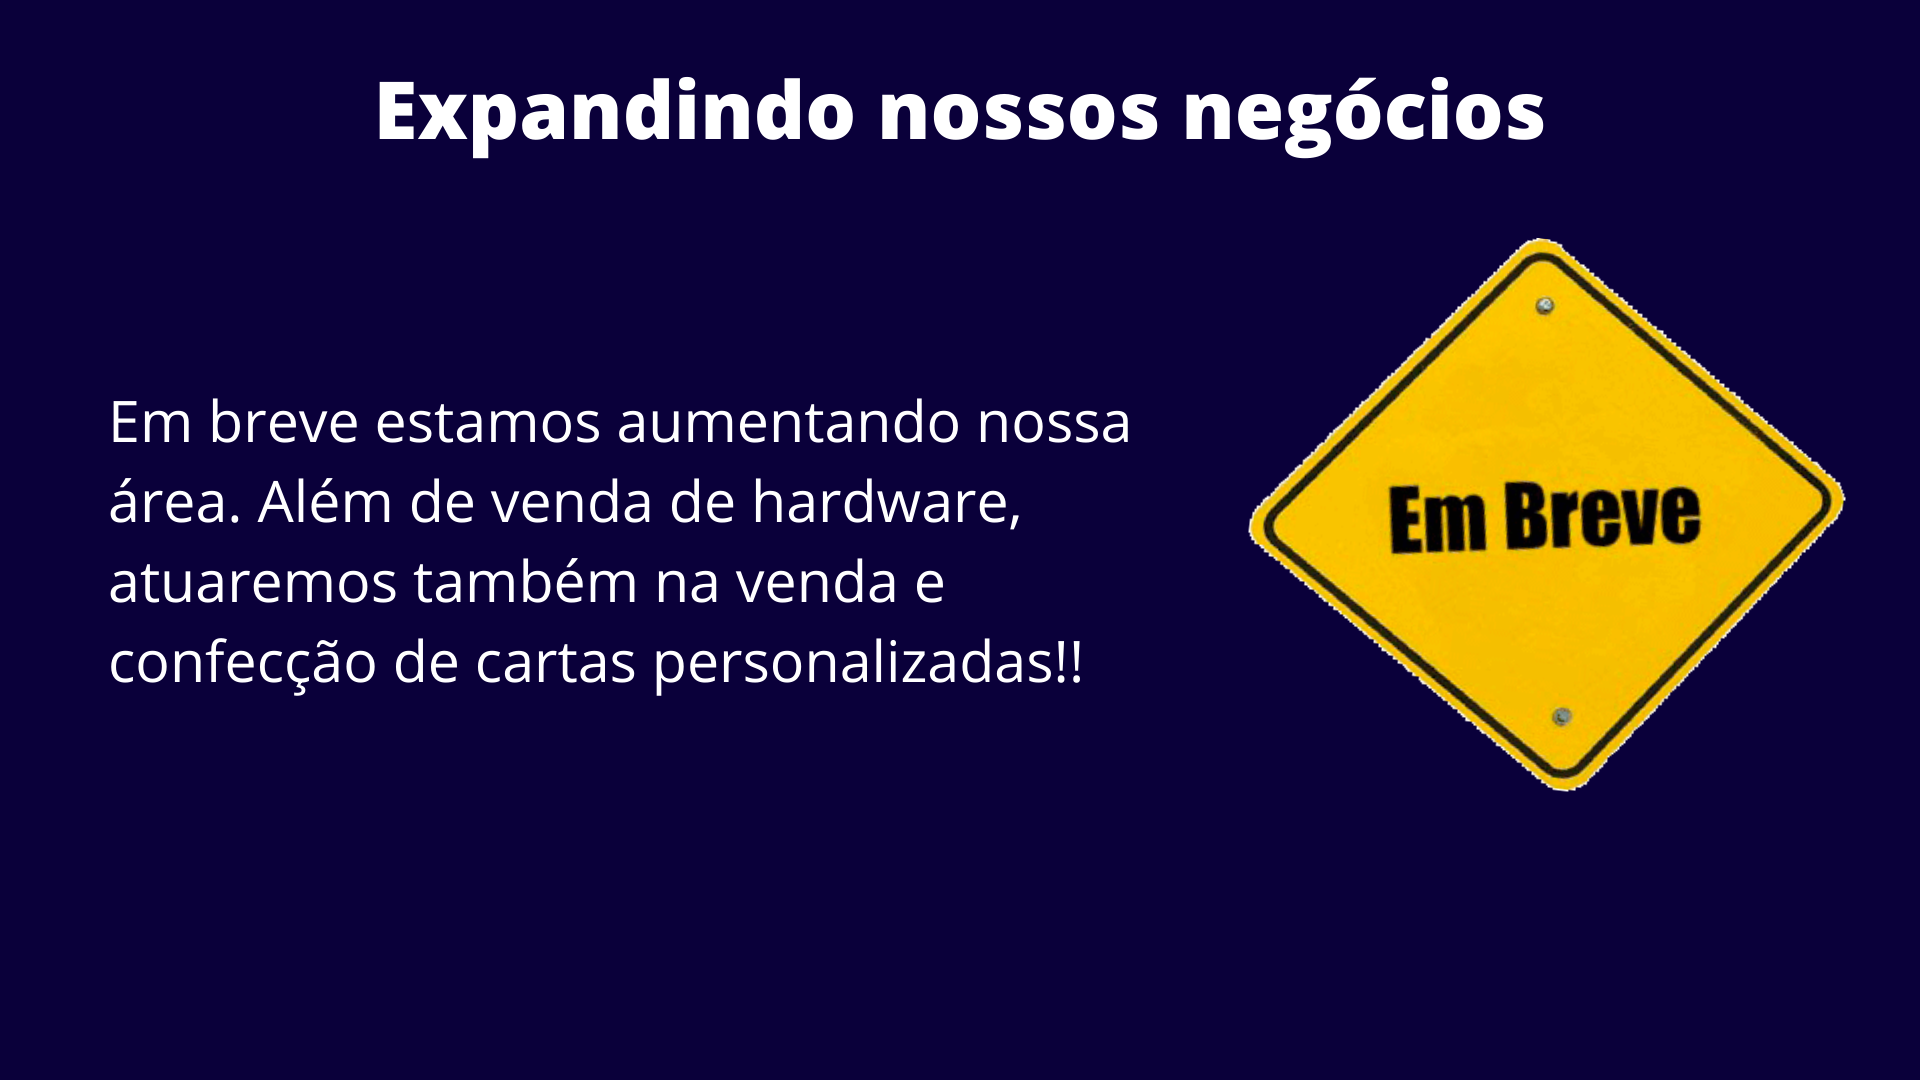 Expandindo nossos negócios
Em breve estamos aumentando nossa
área. Além de venda de hardware,
atuaremos também na venda e
confecção de cartas personalizadas!!
Em Breve